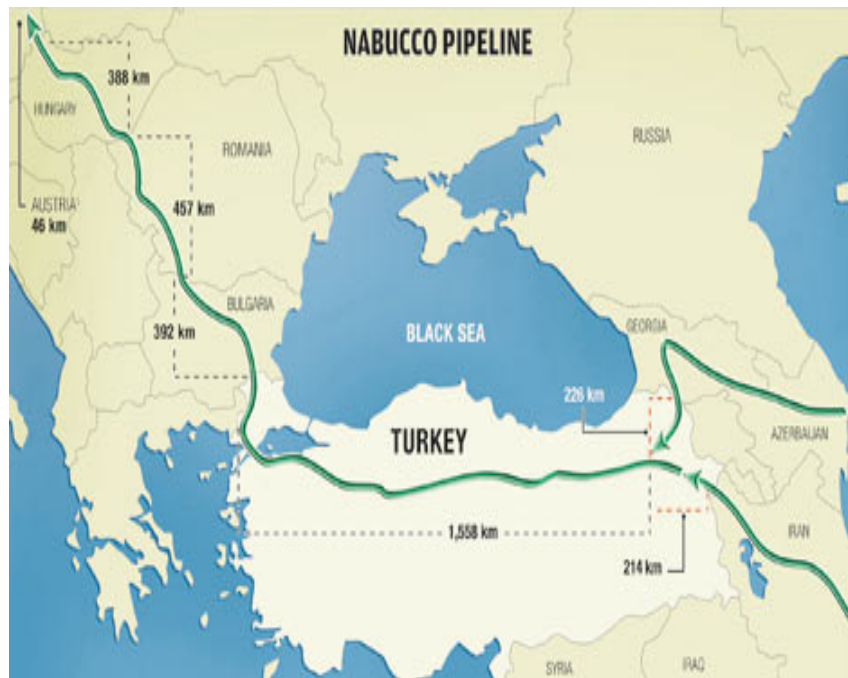 NABUCCO PIPELINE
388 km
HUNGARY
ROMANIA
RUSSIA
AUSTRIA
46 km
457 km
BULGARIA
392 km
BLACK SEA
GEORGIA
226 km
AZERBAIJAN
TURKEY
1,558 km
IRAN
214 km
SYRIA
IRAQ